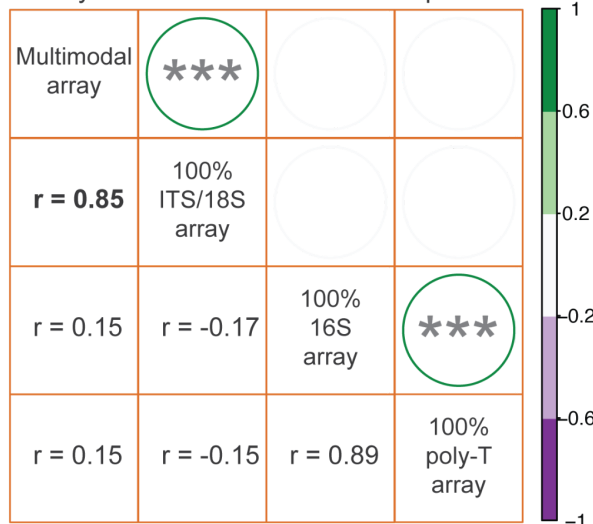 Multimodal
array
***
r = 0.85
100%
ITS/18S
array
r = 0.15
r = -0.17
100%
16S
array
***
r = 0.15
r = -0.15
r = 0.89
100%
poly-T
array
1
0.6
0.2
-0.2
-0.6
-1